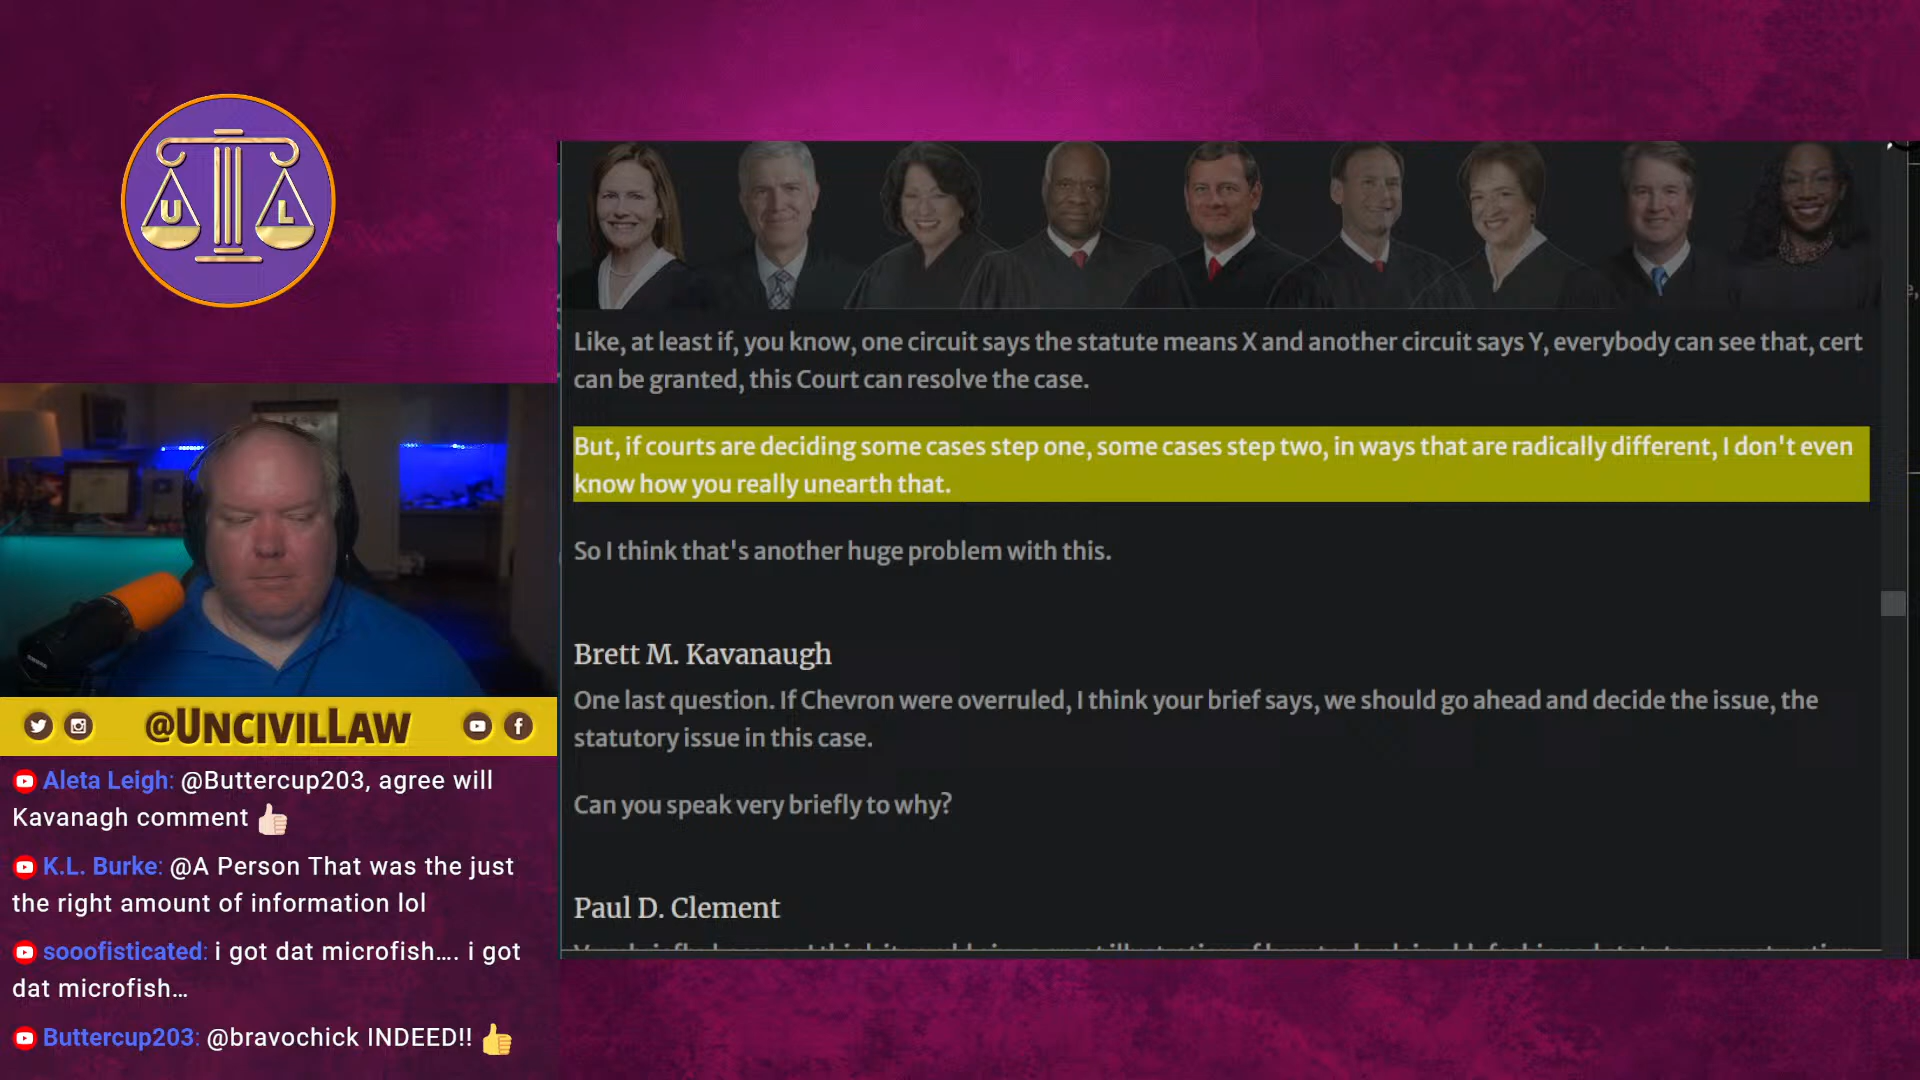 U L
Like, at least if, you know, one circuit says the statute means X and another circuit says Y, everybody can see that, cert
can be granted, this Court can resolve the case.
But, if courts are deciding some cases step one, some cases step two, in ways that are radically different, I don't even
know how you really unearth that.
So I think that's another huge problem with this.
Brett M. Kavanaugh
One last question. If Chevron were overruled, I think your brief says, we should go ahead and decide the issue, the
statutory issue in this case.
Can you speak very briefly to why?
Paul D. Clement
@UNCIVILLAW
Aleta Leigh: @Buttercup203, agree will
Kavanagh comment
K.L. Burke: @A Person That was the just
the right amount of information lol
sooofisticated: i got dat microfish.... i got
dat microfish...
Buttercup203: @bravochick INDEED!!